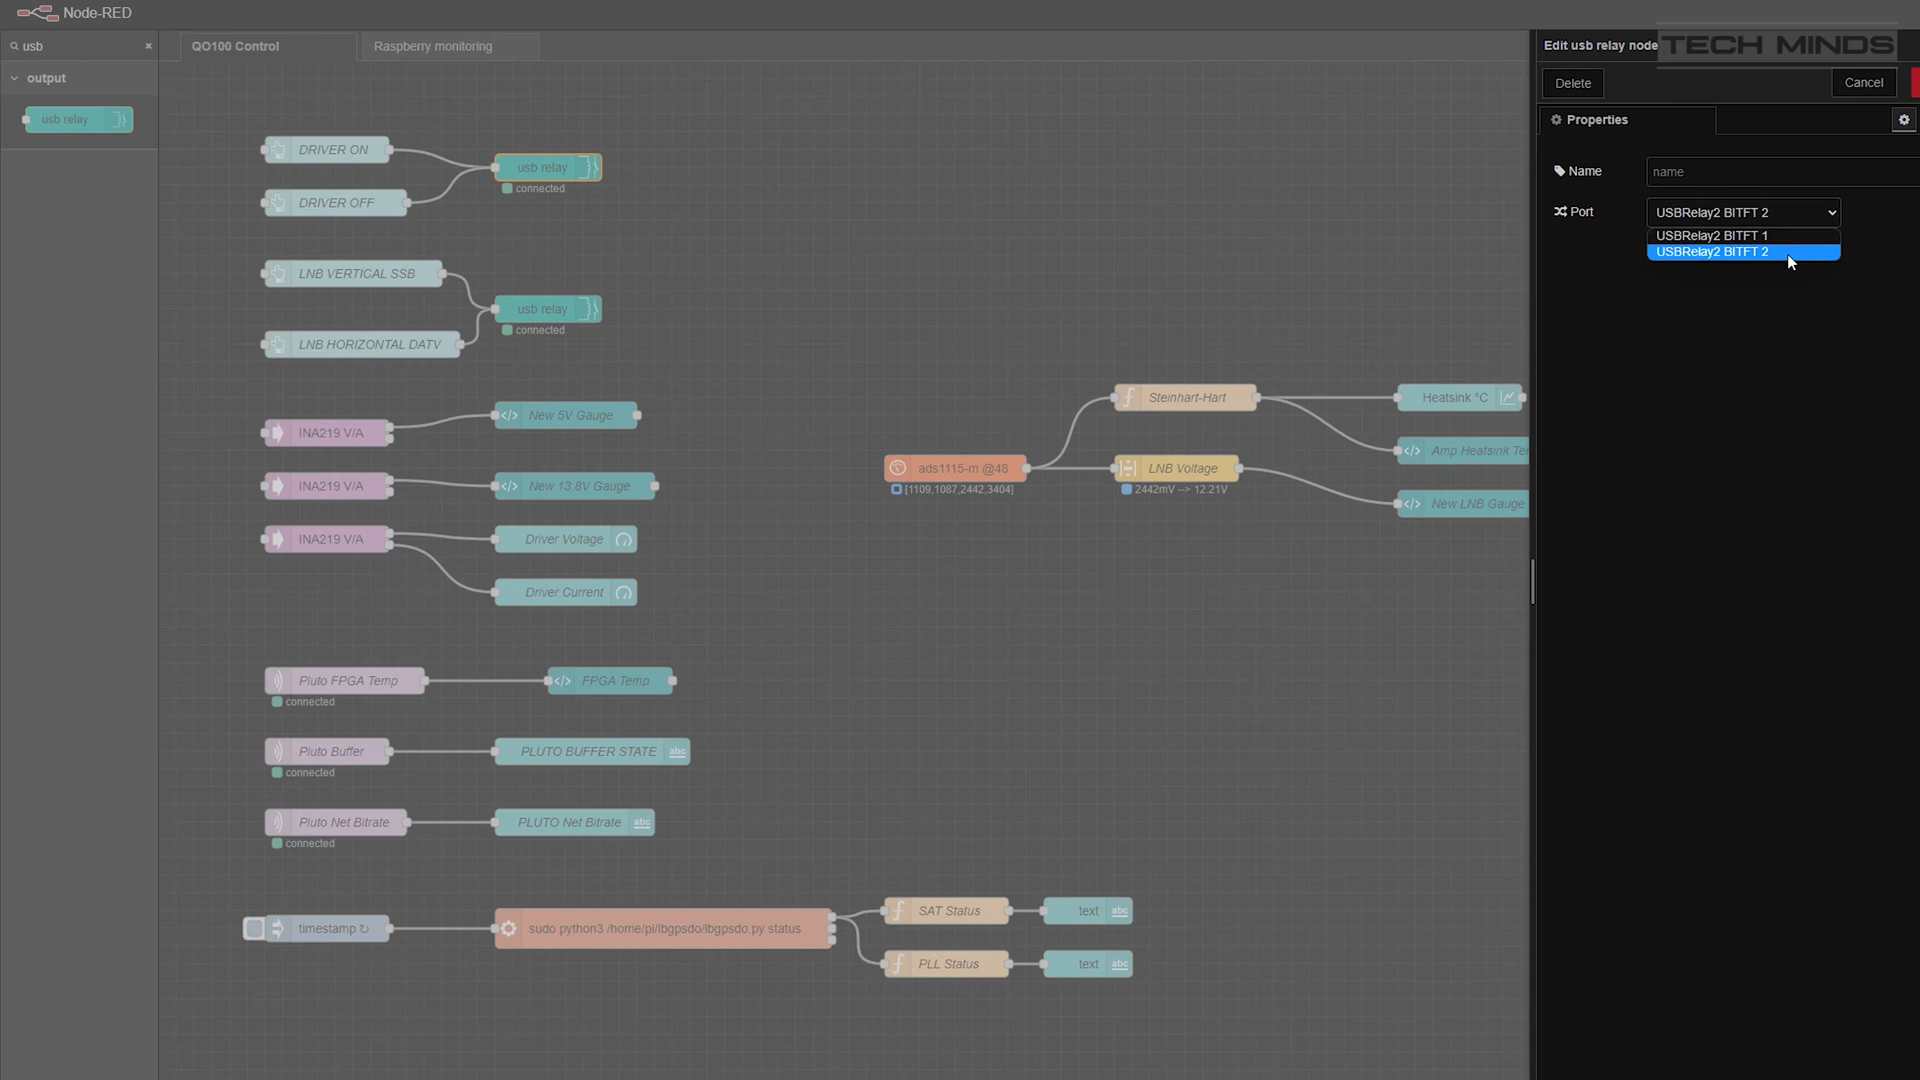 Node-RED
usb
output
usb relay
QO100 Control
Raspberry monitoring
DRIVER ON
DRIVER OFF
usb relay
connected
LNB VERTICAL SSB
LNB HORIZONTAL DATV
usb relay
connected
INA219 V/A
New 5V Gauge
INA219 V/A
New 13.8V Gauge
INA219 V/A
Driver Voltage
Driver Current
ads1115-m @48
[1109,1087,2442,3404]
Steinhart-Hart
LNB Voltage
2442mV --> 12.21V
Heatsink °C
Amp Heatsink Ter
New LNB Gauge
Pluto FPGA Temp
connected
FPGA Temp
Pluto Buffer
connected
PLUTO BUFFER STATE
abc
Pluto Net Bitrate
connected
PLUTO Net Bitrate
abc
timestamp ↻
sudo python3 /home/pi/lbgpsdo/lbgpsdo.py status
SAT Status
text
abc
PLL Status
text
abc
Edit usb relay node
TECH MINDS
Delete
Cancel
Properties
Name
name
Port
USBRelay2 BITFT 2
USBRelay2 BITFT 1
USBRelay2 BITFT 2